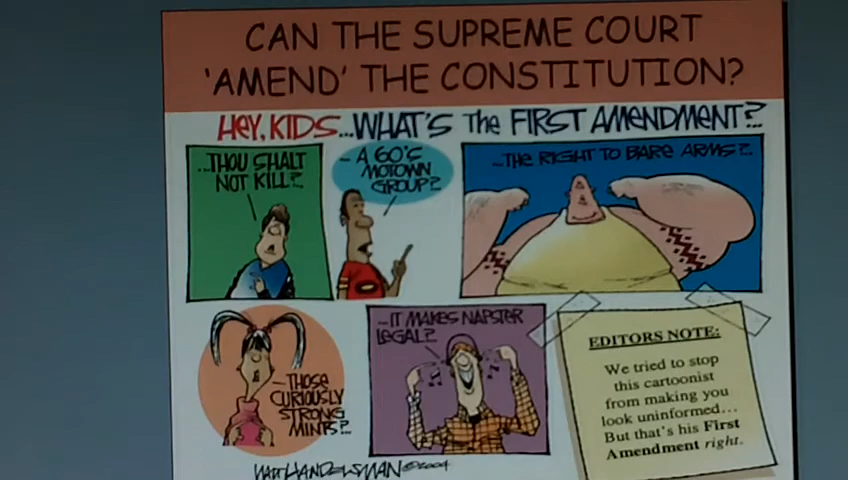 CAN THE SUPREME COURT
'AMEND' THE CONSTITUTION?
HEY, KIDS...WHAT'S THE FIRST AMENDMENT?..
...THOU SHALT
NOT KILL?..
...A 60'S
MOTOWN
GROUP?..
...THE RIGHT TO BARE ARMS?..
...THOSE
CURIOUSLY
STRONG
MINTS?..
...IT MAKES NAPSTER
LEGAL?..
EDITORS NOTE:
We tried to stop
this cartoonist
from making you
look uninformed...
But that's his First
Amendment right.
WALT HANDELSMAN ©2004